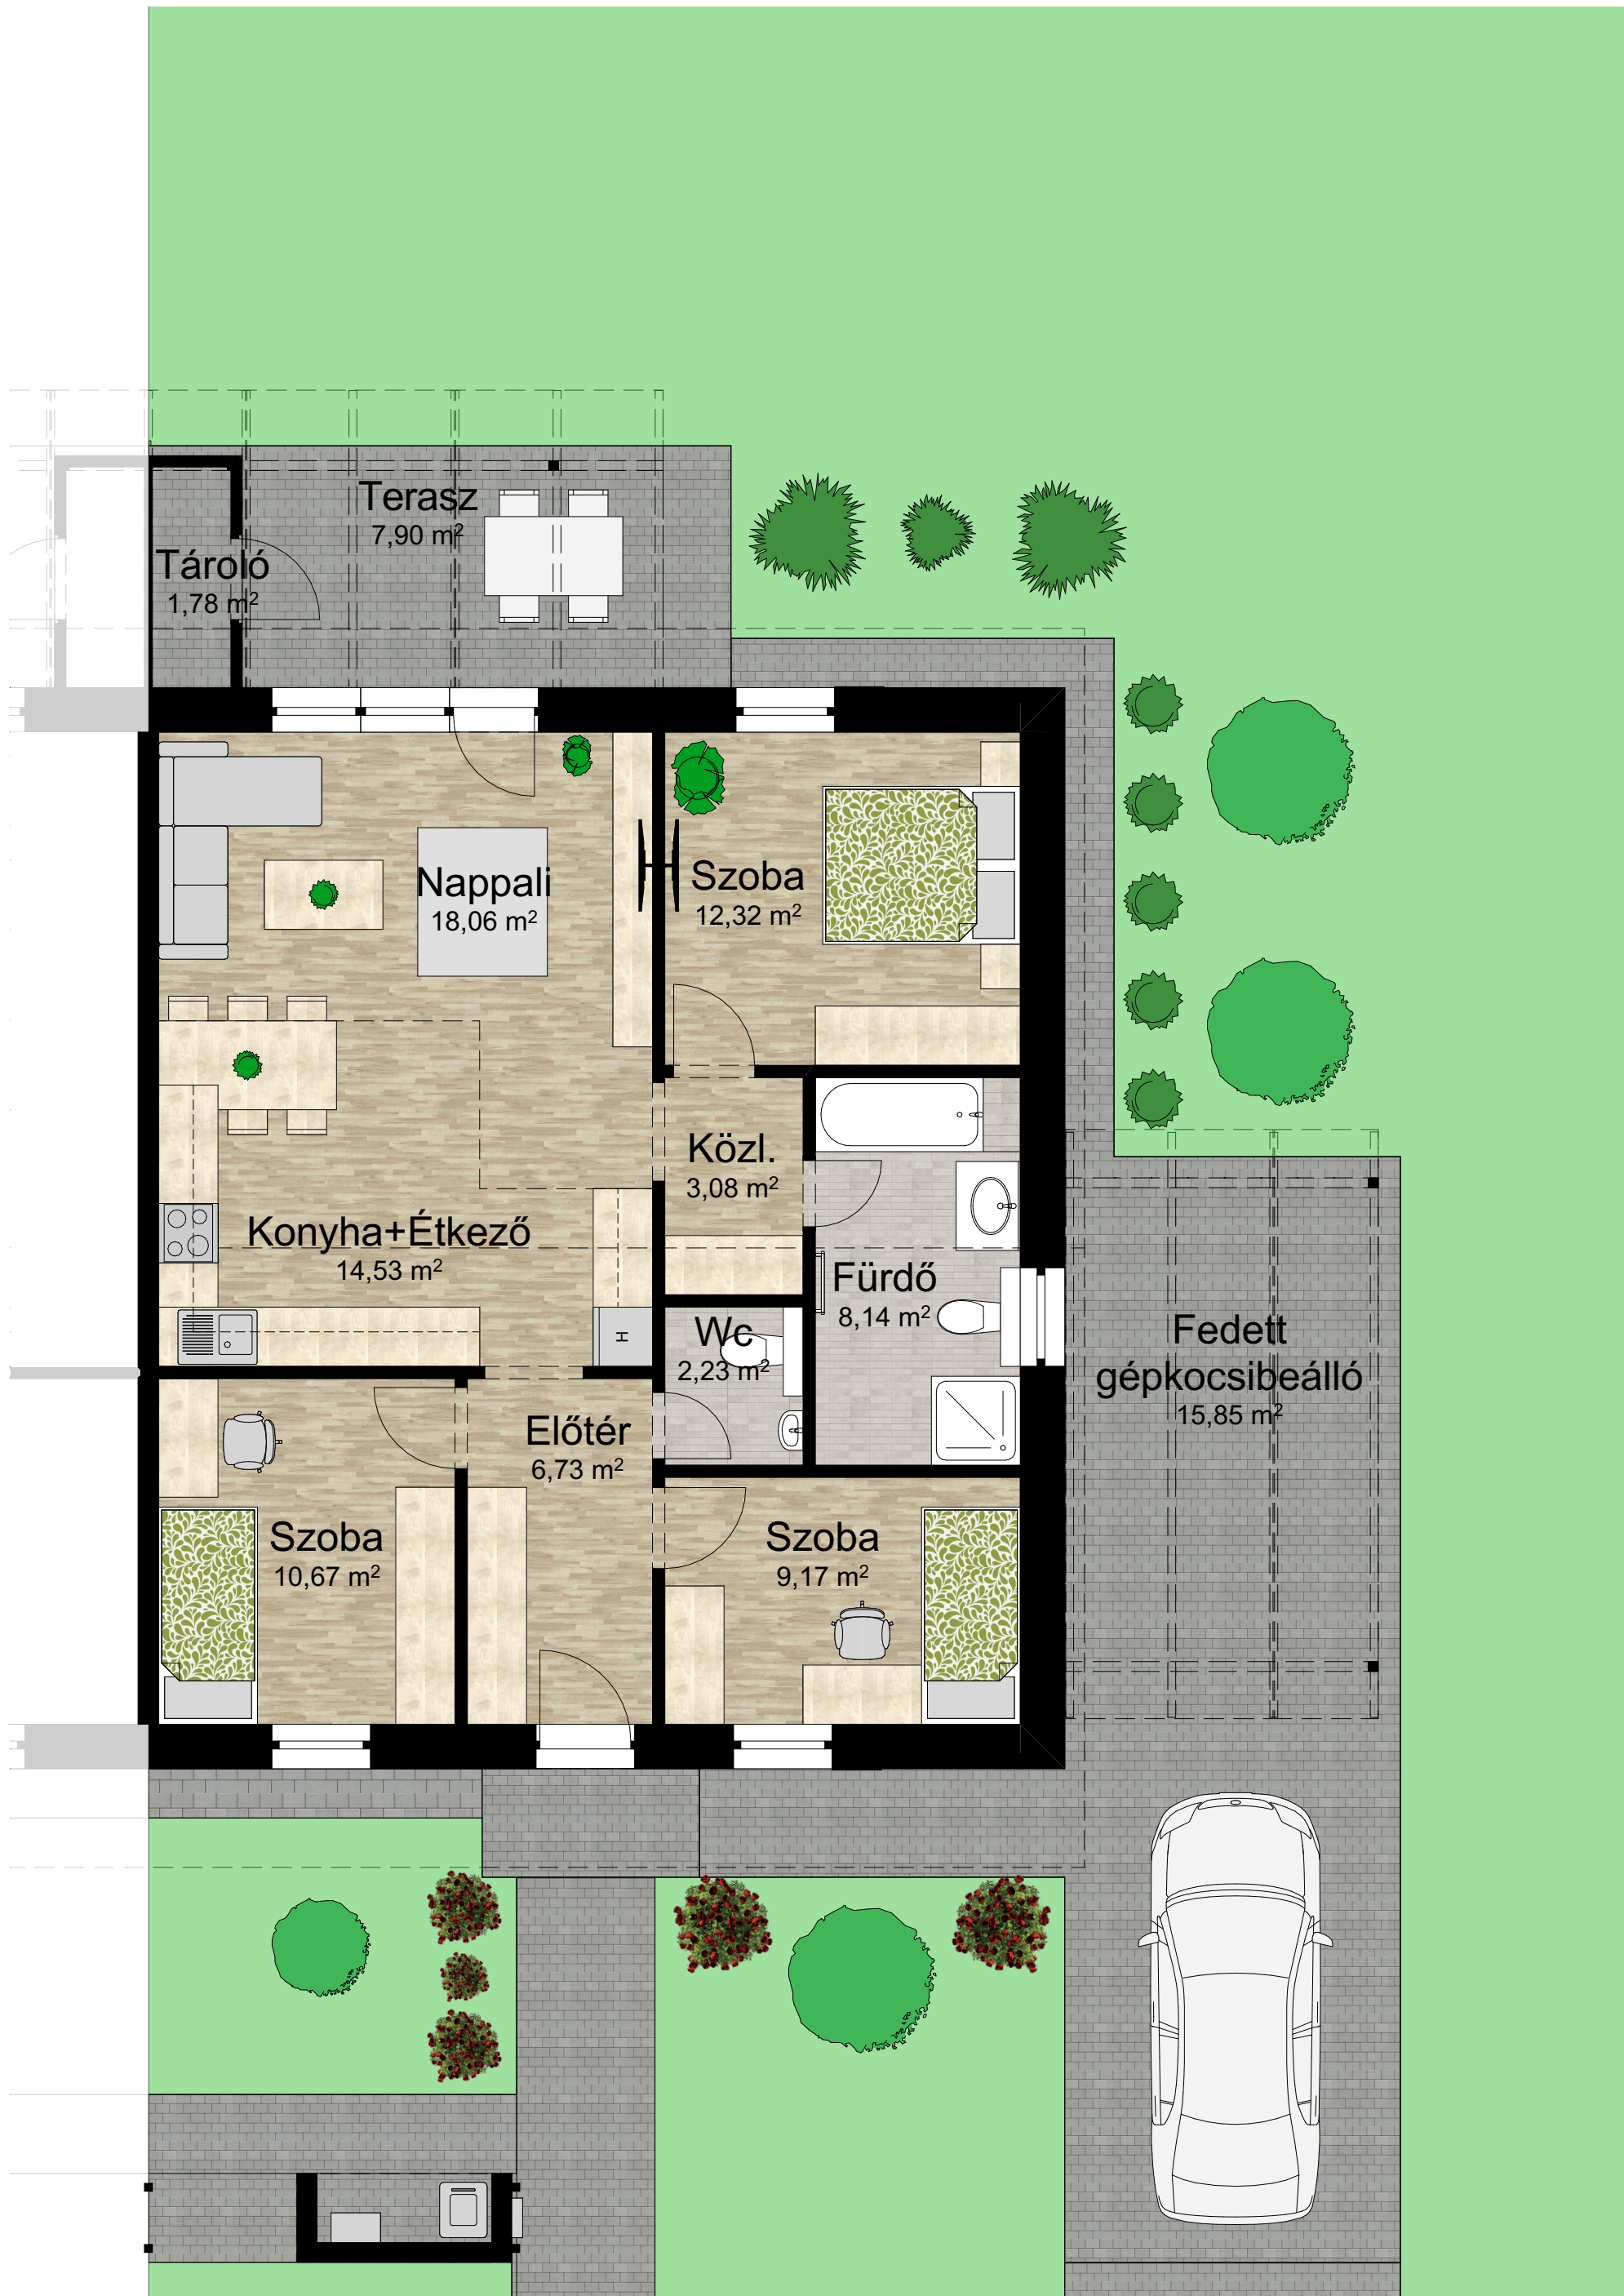 Terasz
7,90 m²
Tároló
1,78 m²
Nappali
18,06 m²
Szoba
12,32 m²
Közl.
3,08 m²
Konyha+Étkező
14,53 m²
Fürdő
8,14 m²
Wc
2,23 m²
H
Fedett
gépkocsibeálló
15,85 m²
Előtér
6,73 m²
Szoba
10,67 m²
Szoba
9,17 m²